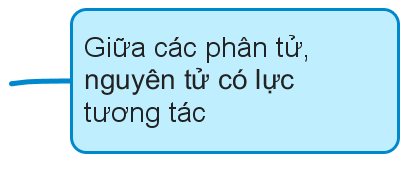 Giữa các phân tử,
nguyên tử có lực
tương tác